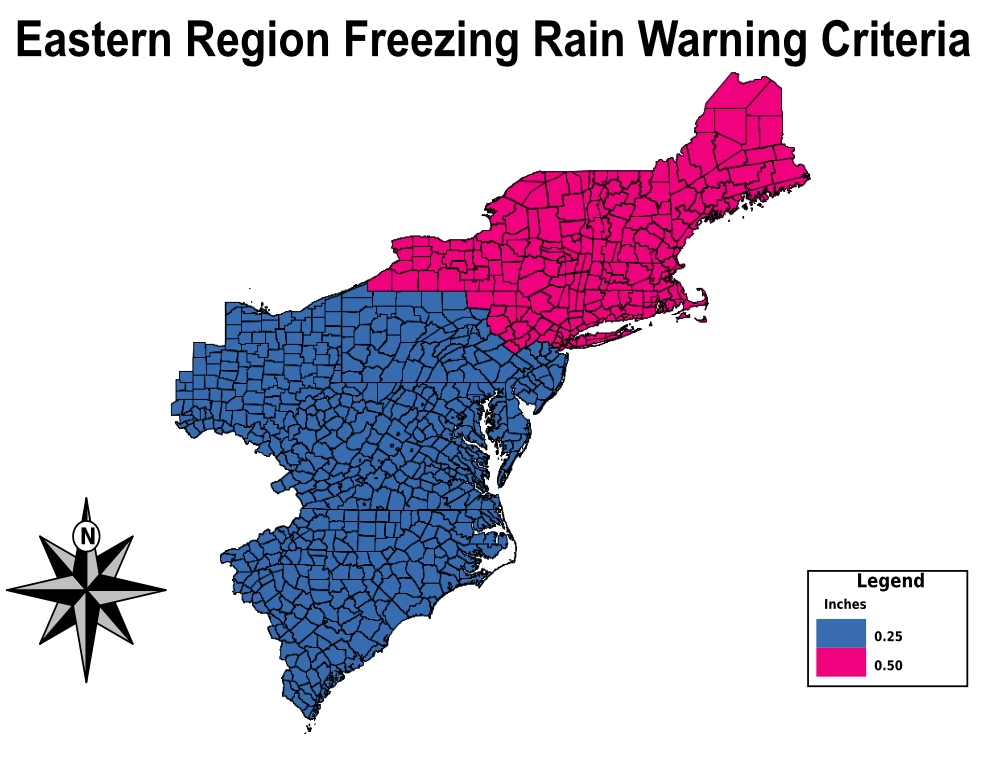 Eastern Region Freezing Rain Warning Criteria
N
Legend
Inches
0.25
0.50